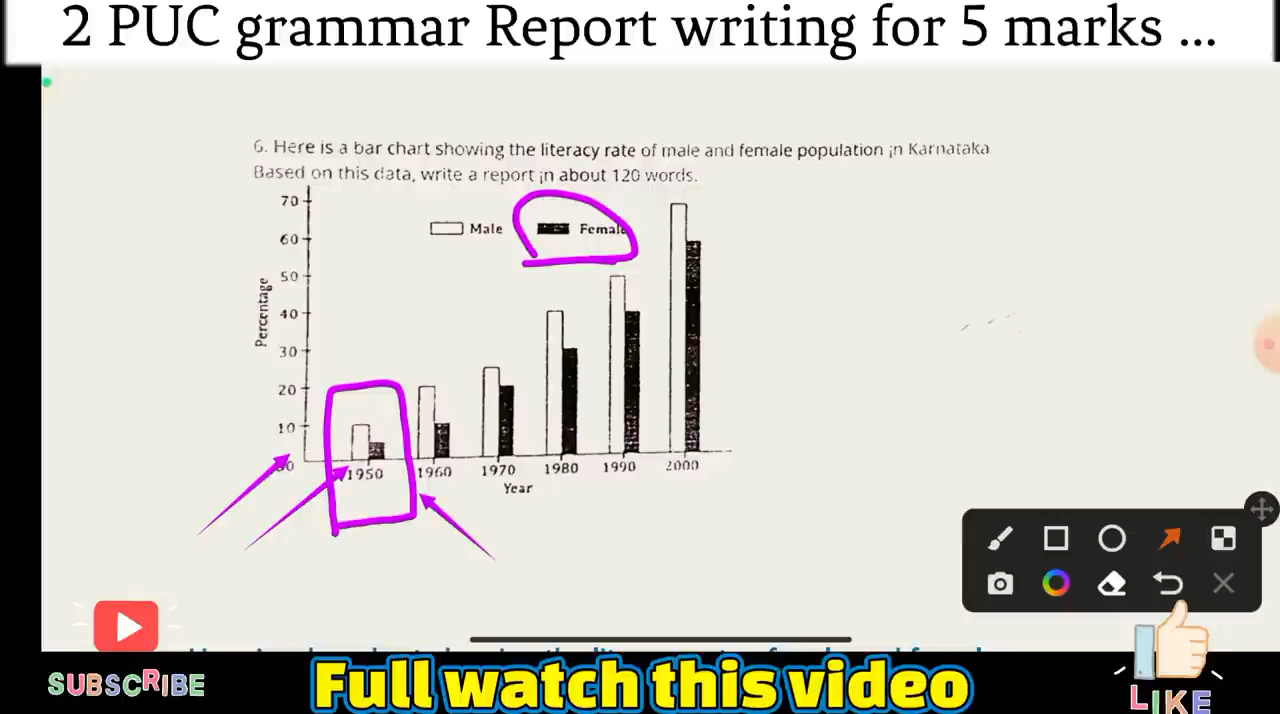 2 PUC grammar Report writing for 5 marks ...
6. Here is a bar chart showing the literacy rate of male and female population in Karnataka
Based on this data, write a report in about 120 words.
70
60
50
40
30
20
10
Percentage
Male
Female
1950
1960
1970
1980
1990
2000
Year
SUBSCRIBE
Full watch this video
LIKE